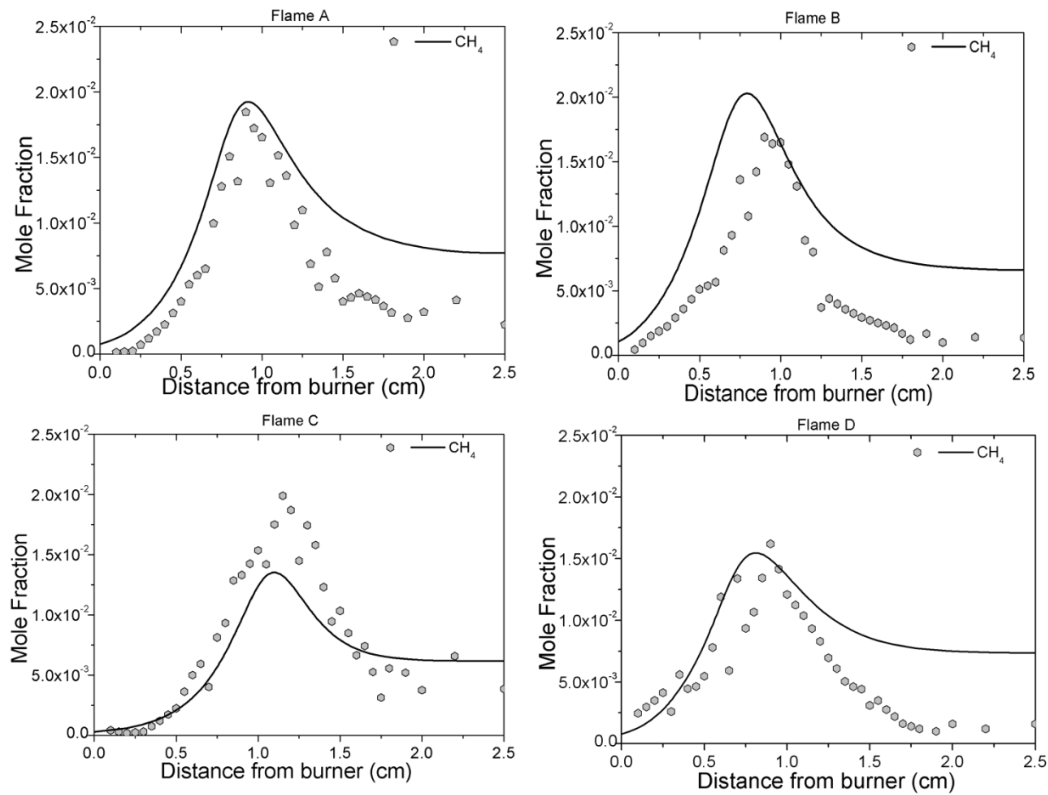 Flame A
2.5x10⁻²
2.0x10⁻²
1.5x10⁻²
1.0x10⁻²
5.0x10⁻³
0.0
Mole Fraction
CH₄
0.0 0.5 1.0 1.5 2.0 2.5
Distance from burner (cm)
Flame B
2.5x10⁻²
2.0x10⁻²
1.5x10⁻²
1.0x10⁻²
5.0x10⁻³
0.0
Mole Fraction
CH₄
0.0 0.5 1.0 1.5 2.0 2.5
Distance from burner (cm)
Flame C
2.5x10⁻²
2.0x10⁻²
1.5x10⁻²
1.0x10⁻²
5.0x10⁻³
0.0
Mole Fraction
CH₄
0.0 0.5 1.0 1.5 2.0 2.5
Distance from burner (cm)
Flame D
2.5x10⁻²
2.0x10⁻²
1.5x10⁻²
1.0x10⁻²
5.0x10⁻³
0.0
Mole Fraction
CH₄
0.0 0.5 1.0 1.5 2.0 2.5
Distance from burner (cm)